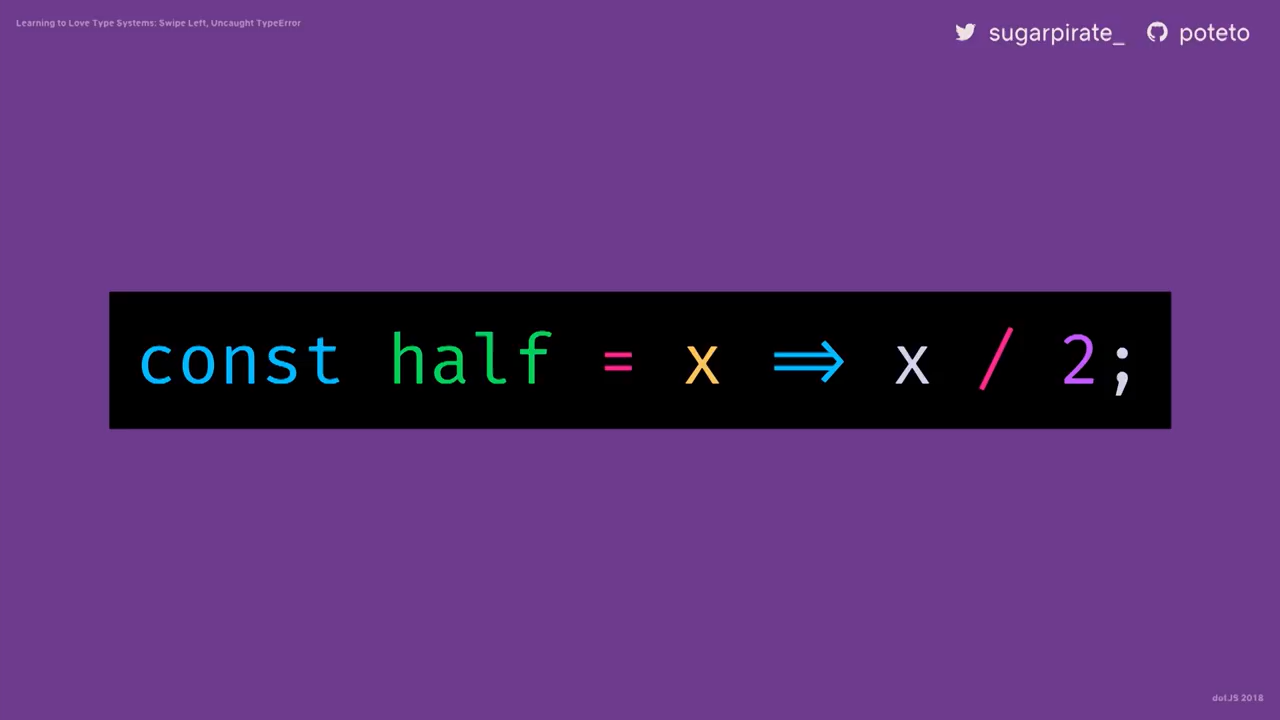 Learning to Love Type Systems: Swipe Left, Uncaught TypeError
sugarpirate_ poteto
const half = x => x / 2;
dotJS 2018